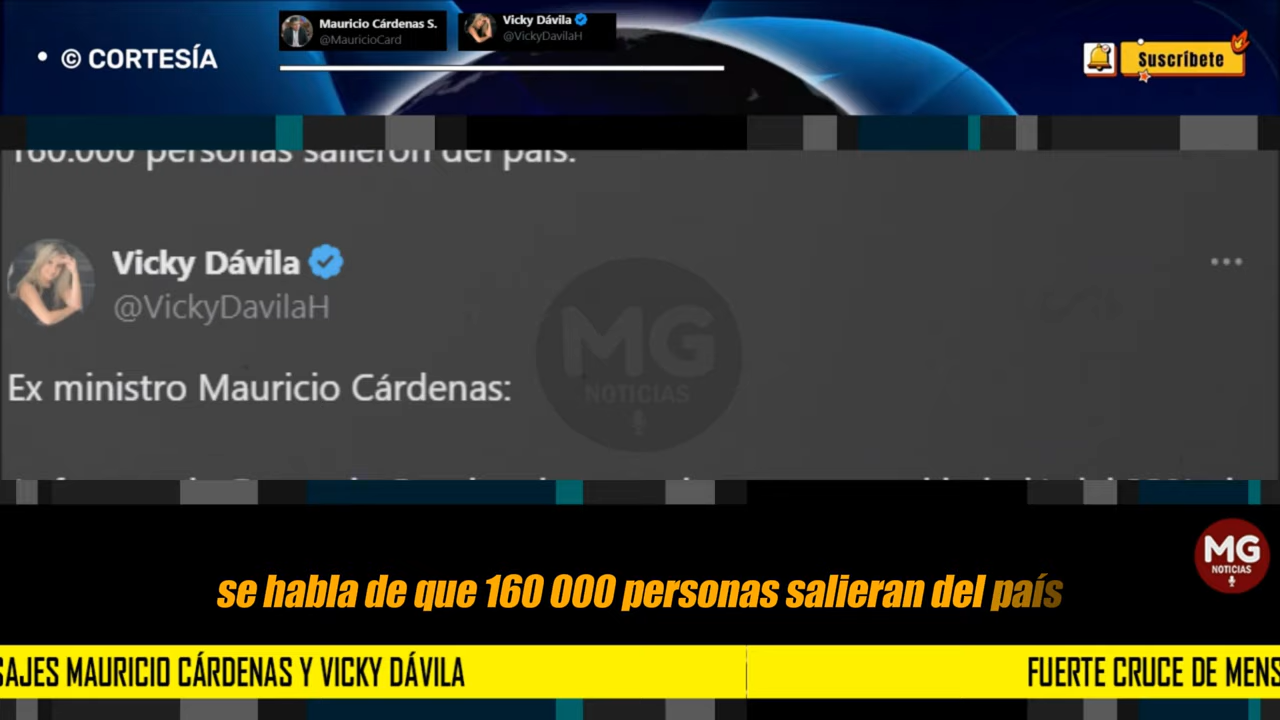 Mauricio Cárdenas S.
@MauricioCard
Vicky Dávila
@VickyDavilaH
• © CORTESÍA
Suscríbete
160.000 personas salieron del país.
Vicky Dávila
@VickyDavilaH
Ex ministro Mauricio Cárdenas:
MG
NOTICIAS
MG
NOTICIAS
se habla de que 160 000 personas salieran del país
SAJES MAURICIO CÁRDENAS Y VICKY DÁVILA
FUERTE CRUCE DE MENS